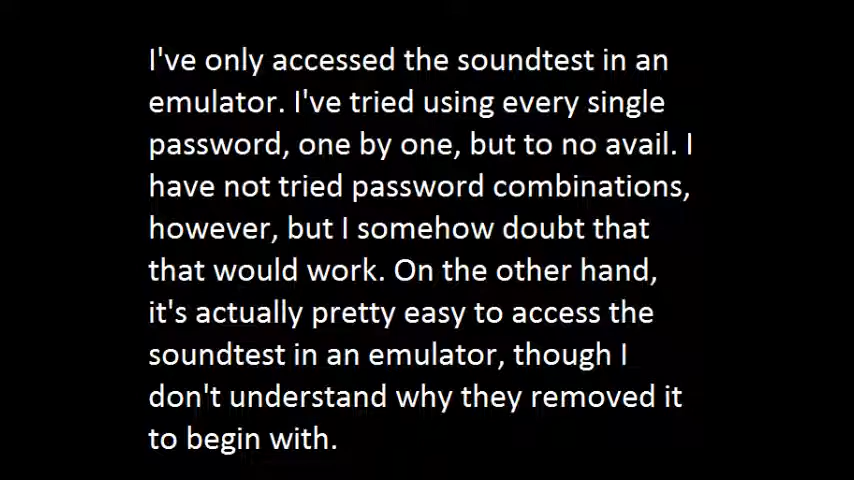 I've only accessed the soundtest in an
emulator. I've tried using every single
password, one by one, but to no avail. I
have not tried password combinations,
however, but I somehow doubt that
that would work. On the other hand,
it's actually pretty easy to access the
soundtest in an emulator, though I
don't understand why they removed it
to begin with.